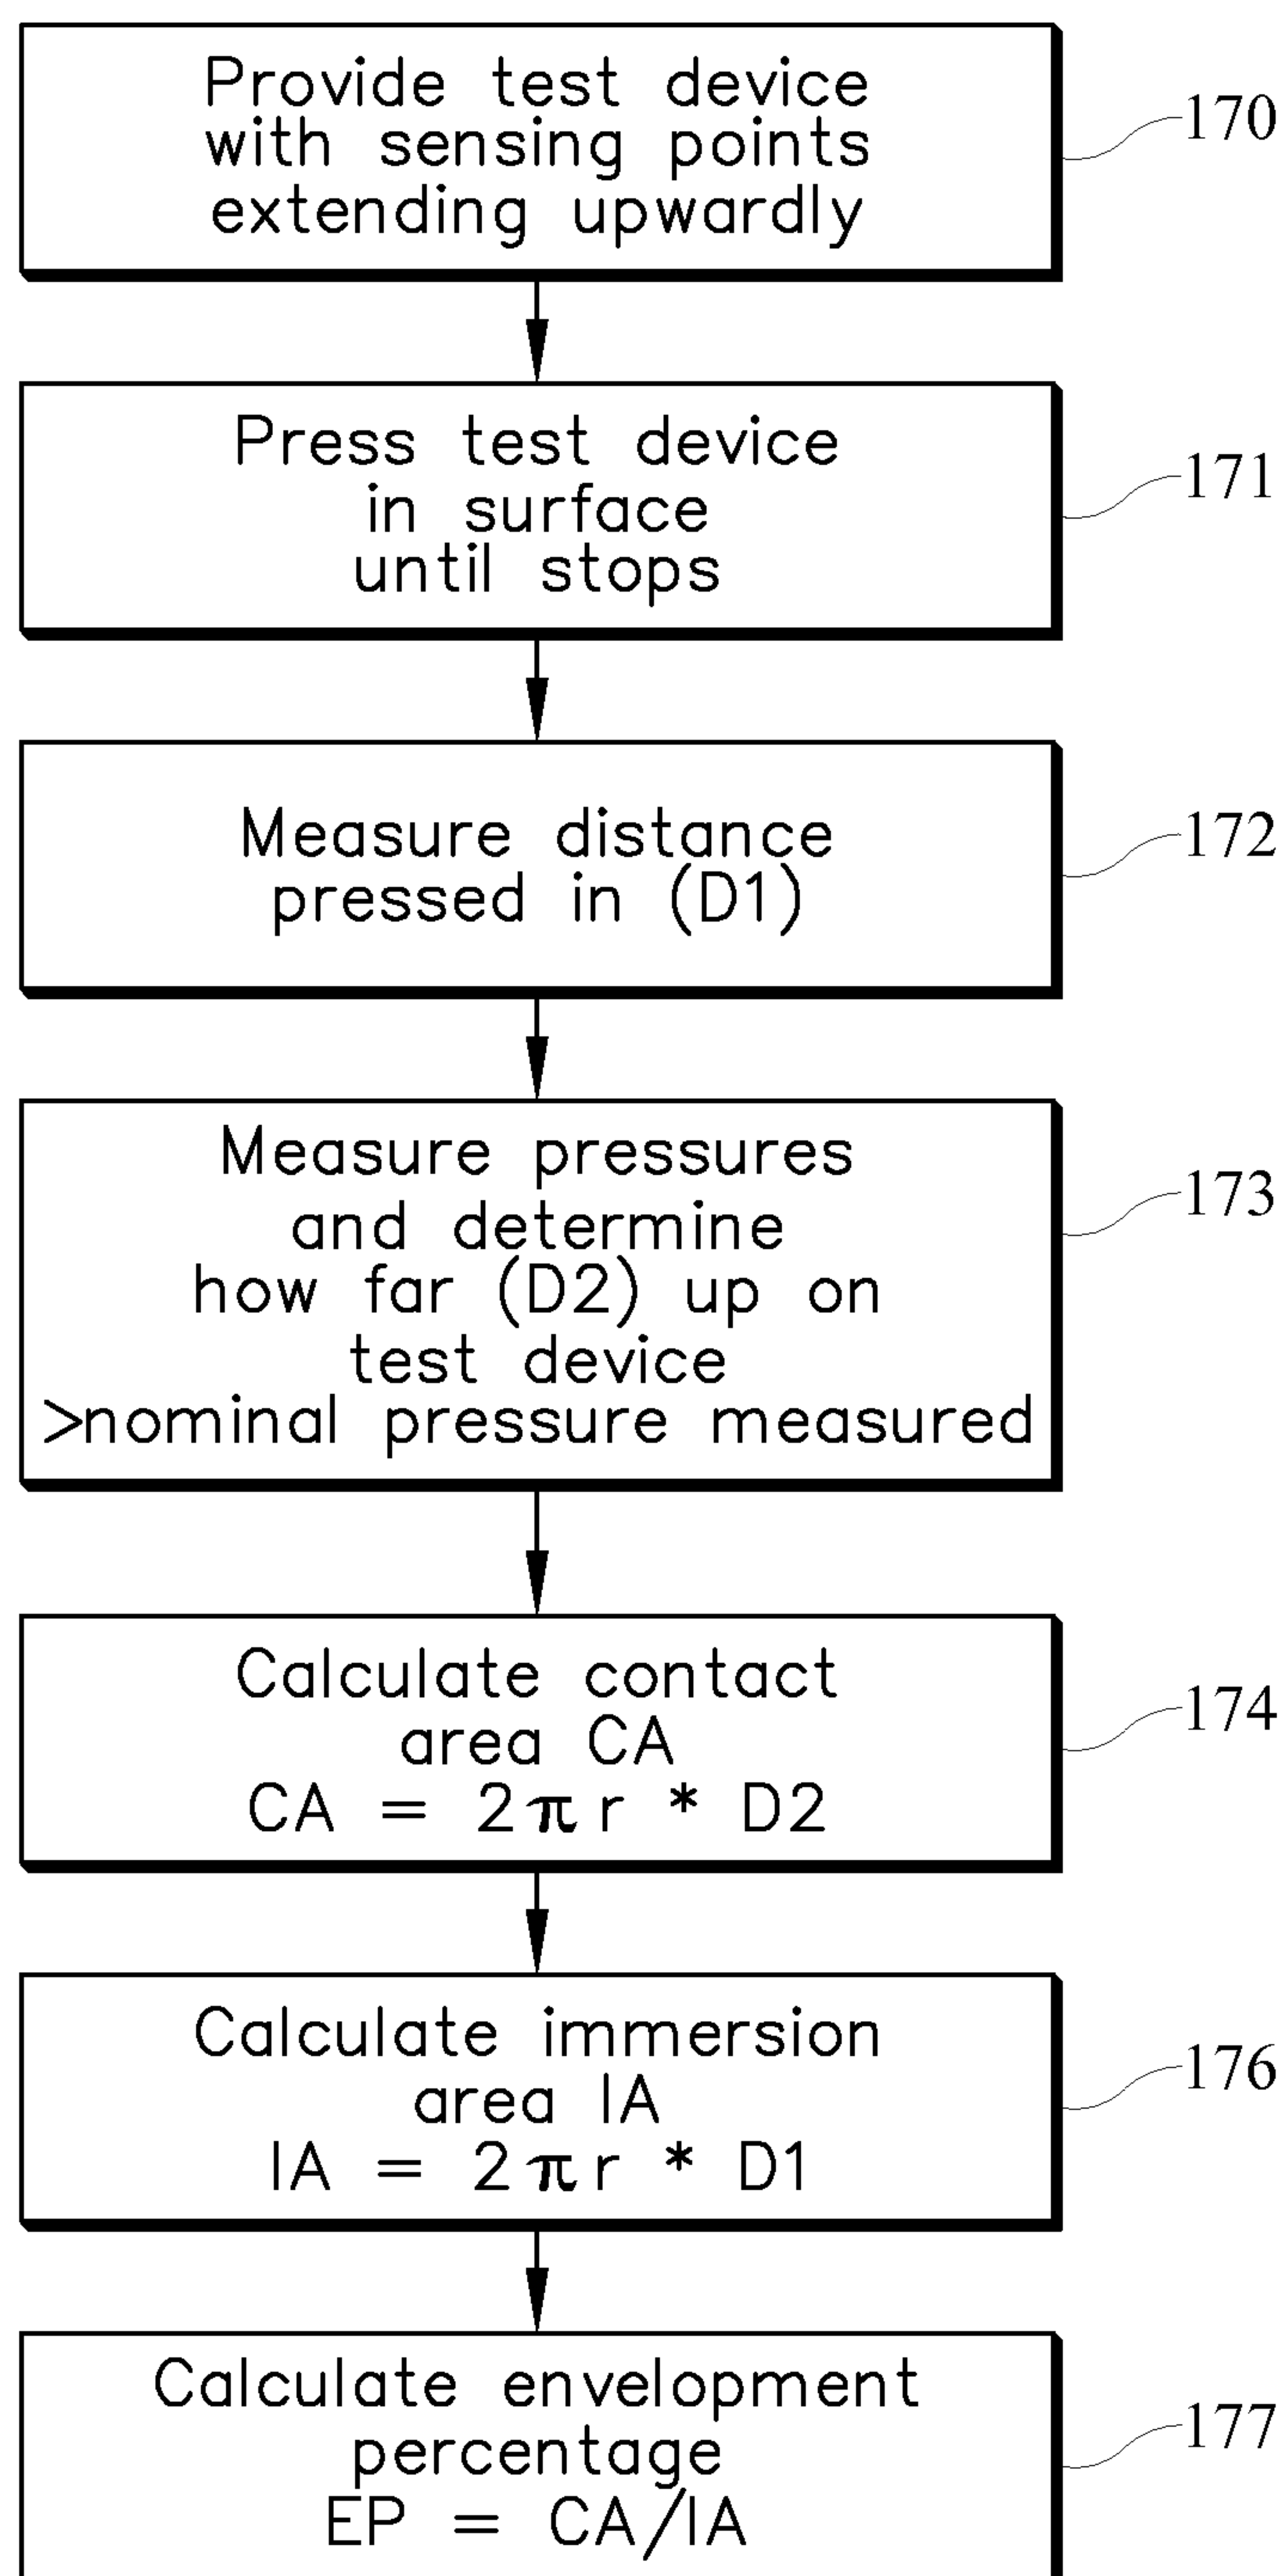 Provide test device
with sensing points
extending upwardly
170
Press test device
in surface
until stops
171
Measure distance
pressed in (D1)
172
Measure pressures
and determine
how far (D2) up on
test device
>nominal pressure measured
173
Calculate contact
area CA
CA = 2πr * D2
174
Calculate immersion
area IA
IA = 2πr * D1
176
Calculate envelopment
percentage
EP = CA/IA
177